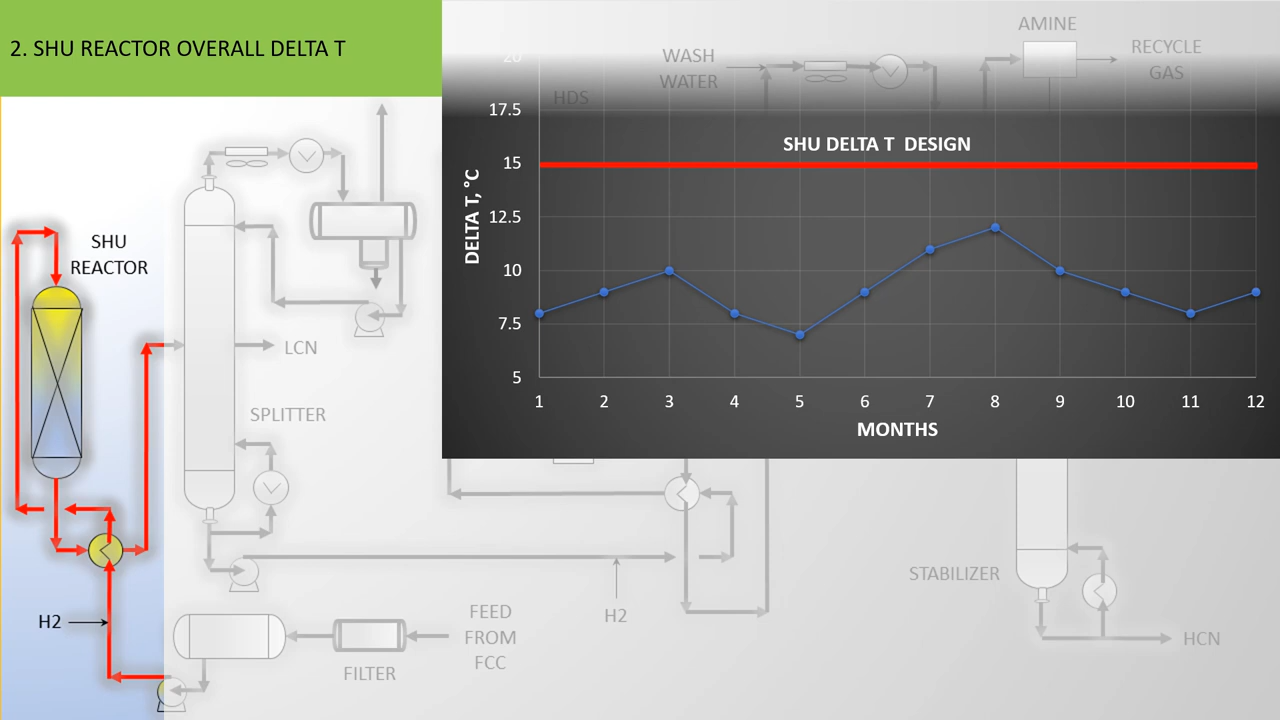 2. SHU REACTOR OVERALL DELTA T
AMINE
WASH
WATER
RECYCLE
GAS
HDS
20
17.5
15
12.5
10
7.5
5
DELTA T, °C
SHU DELTA T DESIGN
1 2 3 4 5 6 7 8 9 10 11 12
MONTHS
SHU
REACTOR
LCN
SPLITTER
H2
FILTER
FEED
FROM
FCC
H2
STABILIZER
HCN